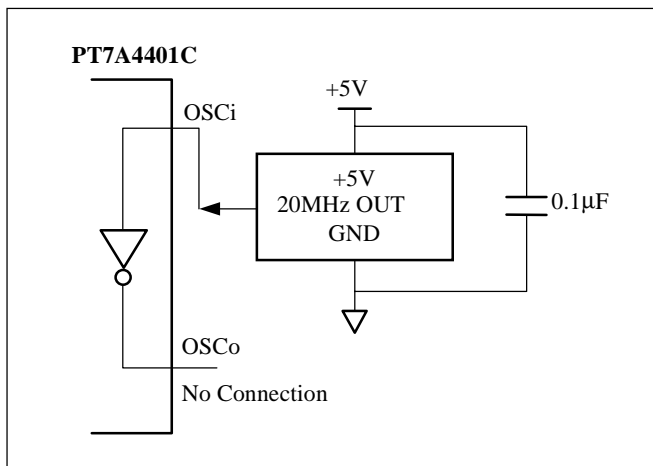 PT7A4401C
OSCi
+5V
+5V
20MHz OUT
GND
0.1µF
OSCo
No Connection